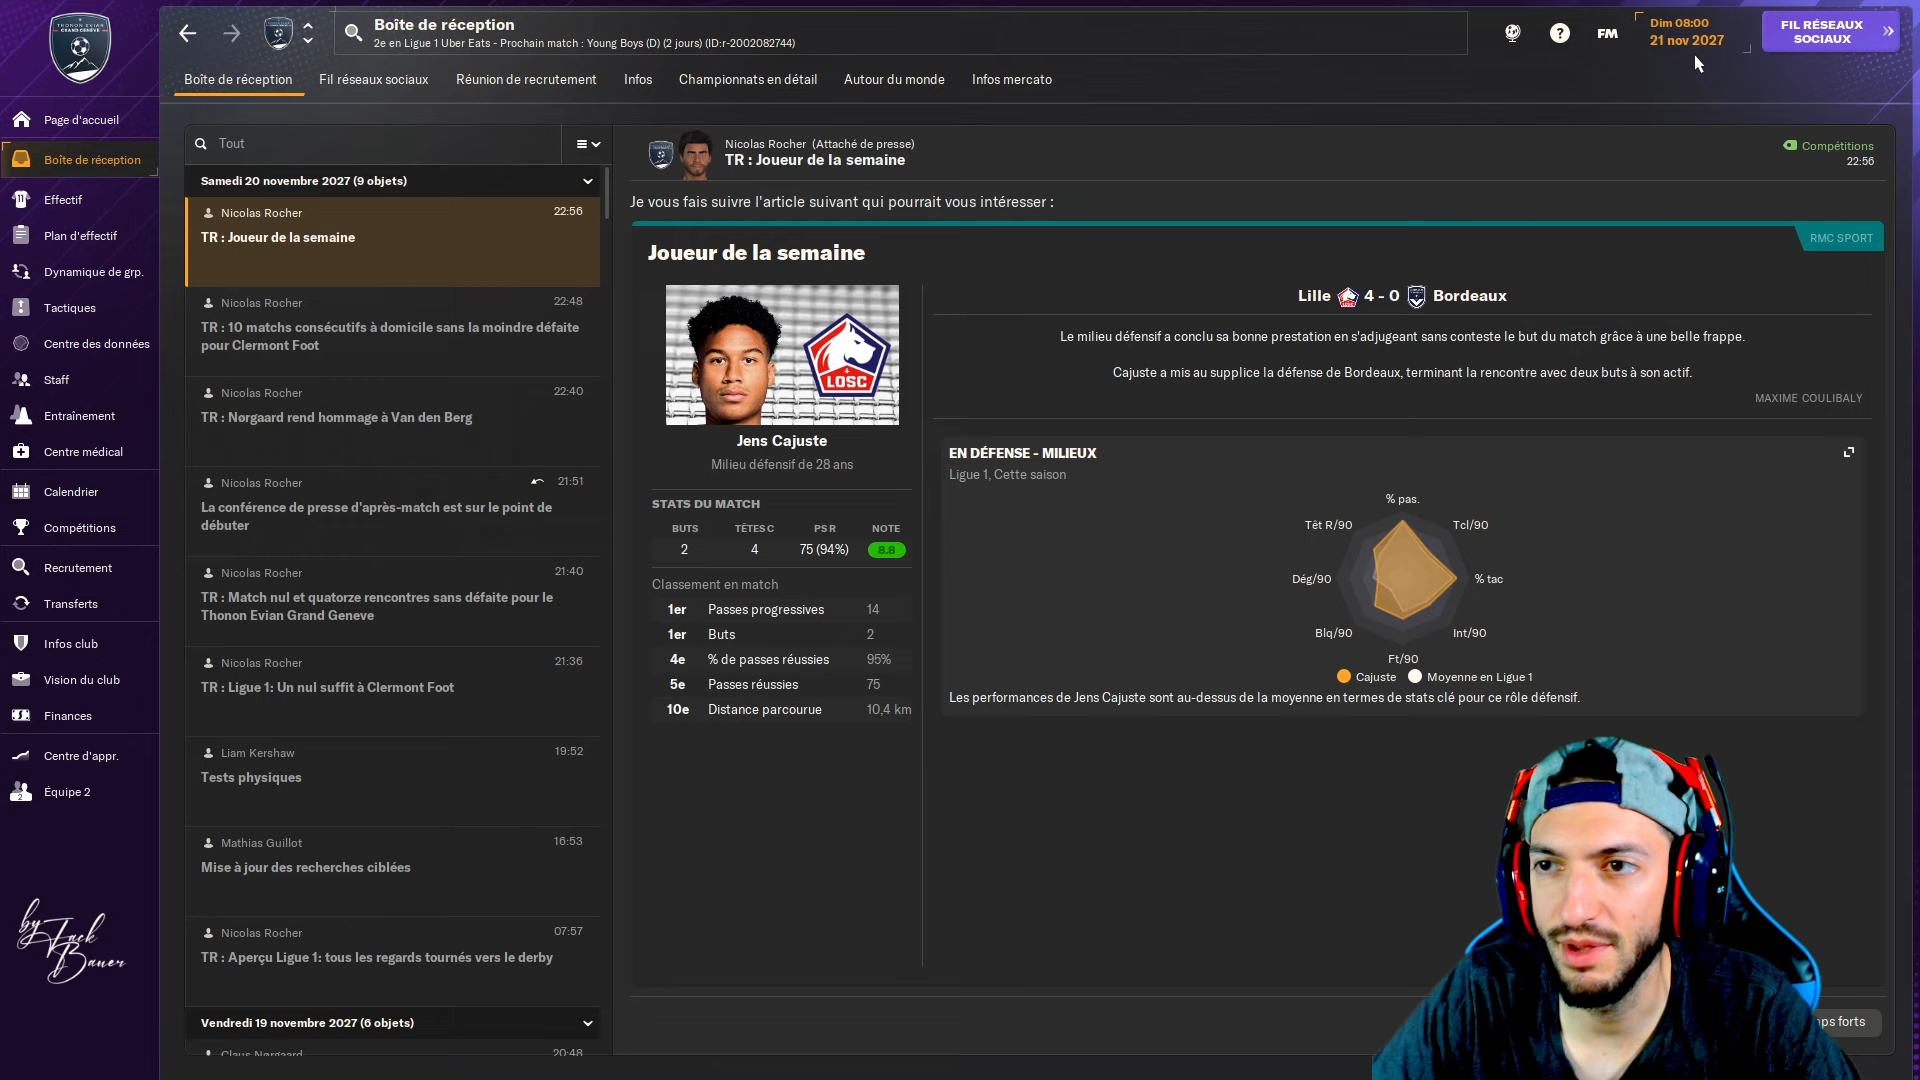 THONON EVIAN
GRAND GENÈVE
Boîte de réception
2e en Ligue 1 Uber Eats - Prochain match : Young Boys (D) (2 jours) (ID:r-2002082744)
?
FM
Dim 08:00
21 nov 2027
FIL RÉSEAUX
SOCIAUX
Boîte de réception
Fil réseaux sociaux
Réunion de recrutement
Infos
Championnats en détail
Autour du monde
Infos mercato
Page d'accueil
Boîte de réception
Effectif
Plan d'effectif
Dynamique de grp.
Tactiques
Centre des données
Staff
Entraînement
Centre médical
Calendrier
Compétitions
Recrutement
Transferts
Infos club
Vision du club
Finances
Centre d'appr.
Équipe 2
by Jack
Bauer
Tout
Samedi 20 novembre 2027 (9 objets)
Nicolas Rocher 22:56
TR : Joueur de la semaine
Nicolas Rocher 22:48
TR : 10 matchs consécutifs à domicile sans la moindre défaite
pour Clermont Foot
Nicolas Rocher 22:40
TR : Nørgaard rend hommage à Van den Berg
Nicolas Rocher 21:51
La conférence de presse d'après-match est sur le point de
débuter
Nicolas Rocher 21:40
TR : Match nul et quatorze rencontres sans défaite pour le
Thonon Evian Grand Geneve
Nicolas Rocher 21:36
TR : Ligue 1: Un nul suffit à Clermont Foot
Liam Kershaw 19:52
Tests physiques
Mathias Guillot 16:53
Mise à jour des recherches ciblées
Nicolas Rocher 07:57
TR : Aperçu Ligue 1: tous les regards tournés vers le derby
Vendredi 19 novembre 2027 (6 objets)
Claus Nørgaard 20:48
Nicolas Rocher (Attaché de presse)
TR : Joueur de la semaine
Compétitions
22:56
Je vous fais suivre l'article suivant qui pourrait vous intéresser :
RMC SPORT
Joueur de la semaine
LOSC
Jens Cajuste
Milieu défensif de 28 ans
STATS DU MATCH
BUTS TÊTES C PS R NOTE
2 4 75 (94%) 8.8
Classement en match
1er Passes progressives 14
1er Buts 2
4e % de passes réussies 95%
5e Passes réussies 75
10e Distance parcourue 10,4 km
Lille 4 - 0 Bordeaux
Le milieu défensif a conclu sa bonne prestation en s'adjugeant sans conteste le but du match grâce à une belle frappe.
Cajuste a mis au supplice la défense de Bordeaux, terminant la rencontre avec deux buts à son actif.
MAXIME COULIBALY
EN DÉFENSE - MILIEUX
Ligue 1, Cette saison
% pas.
Têt R/90
Tcl/90
Dég/90
% tac
Blq/90
Int/90
Ft/90
Cajuste Moyenne en Ligue 1
Les performances de Jens Cajuste sont au-dessus de la moyenne en termes de stats clé pour ce rôle défensif.
forts